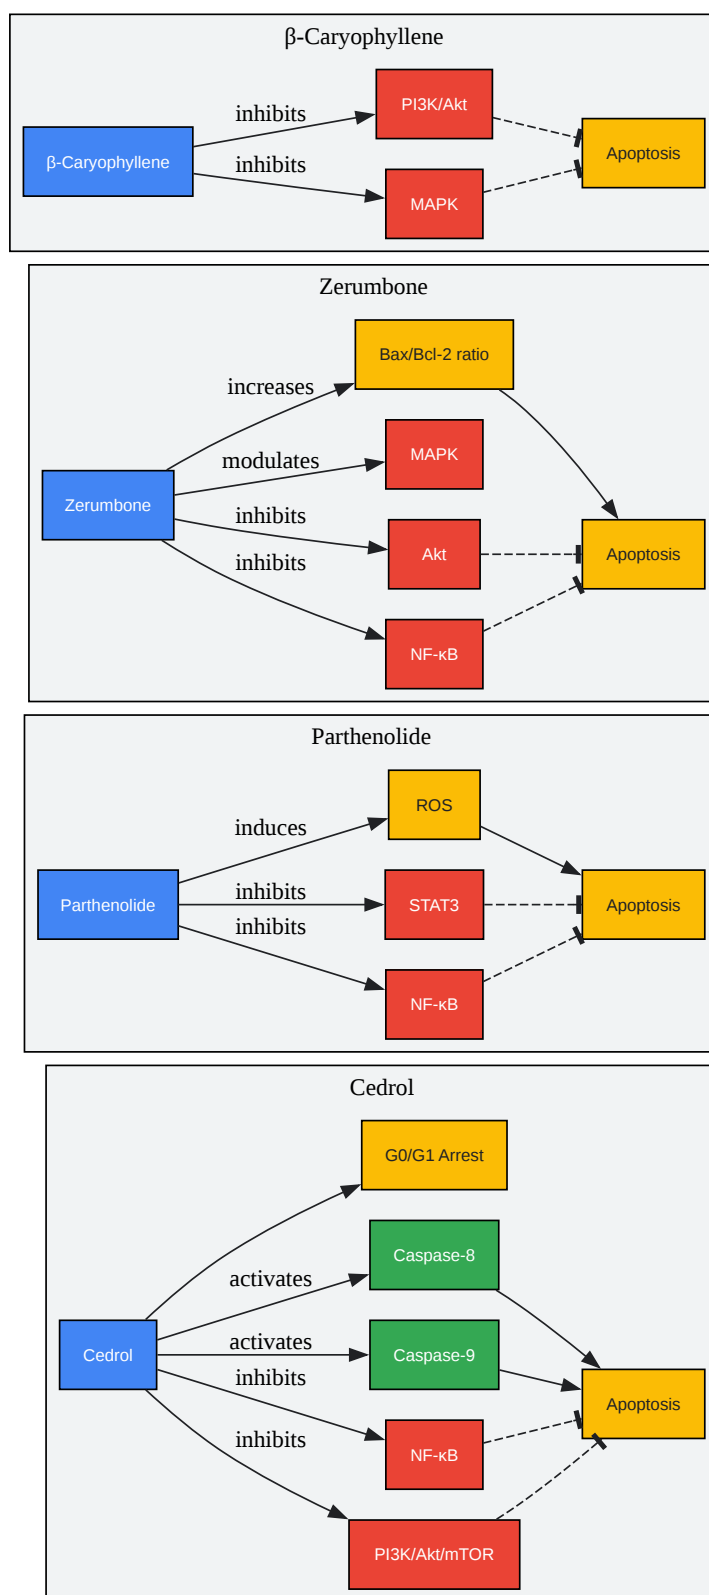 β-Caryophyllene
inhibits
PI3K/Akt
β-Caryophyllene
Apoptosis
inhibits
MAPK
Zerumbone
Bax/Bcl-2 ratio
increases
modulates
MAPK
Zerumbone
inhibits
Akt
Apoptosis
inhibits
NF-κB
Parthenolide
ROS
induces
Parthenolide
inhibits
STAT3
Apoptosis
inhibits
NF-κB
Cedrol
G0/G1 Arrest
activates
Caspase-8
Cedrol
activates
Caspase-9
inhibits
Apoptosis
NF-κB
inhibits
PI3K/Akt/mTOR